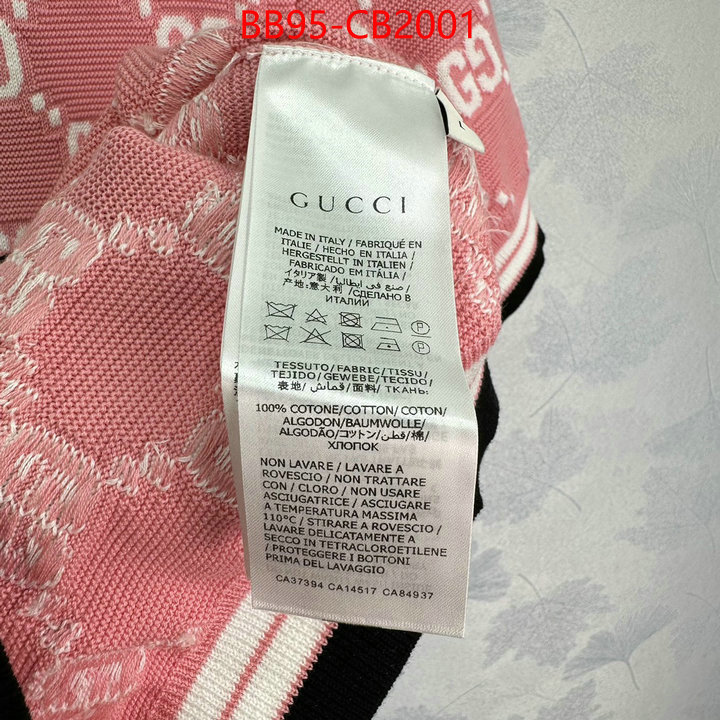 BB95-CB2001
GUCCI
MADE IN ITALY / FABRIQUÉ EN
ITALIE / HECHO EN ITALIA /
HERGESTELLT IN ITALIEN /
FABRICADO EM ITÁLIA /
イタリア製 / صنع في ايطاليا /
产地:意大利 / СДЕЛАНО В
ИТАЛИИ
TESSUTO/FABRIC/TISSU/
TEJIDO/GEWEBE/TECIDO/
表地/قماش/面料/ ТКАНЬ:
100% COTONE/COTTON/COTON/
ALGODON/BAUMWOLLE/
ALGODÃO/コットン/قطن/棉/
ХЛОПОК
NON LAVARE / LAVARE A
ROVESCIO / NON TRATTARE
CON / CLORO / NON USARE
ASCIUGATRICE / ASCIUGARE
A TEMPERATURA MASSIMA
110°C / STIRARE A ROVESCIO /
LAVARE DELICATAMENTE
SECCO IN TETRACLOROETILENE
/ PROTEGGERE I BOTTONI
PRIMA DEL LAVAGGIO
CA37394 CA14517 CA84937